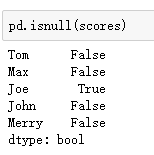 pd.isnull(scores)
Tom      False
Max      False
Joe       True
John     False
Merry    False
dtype: bool